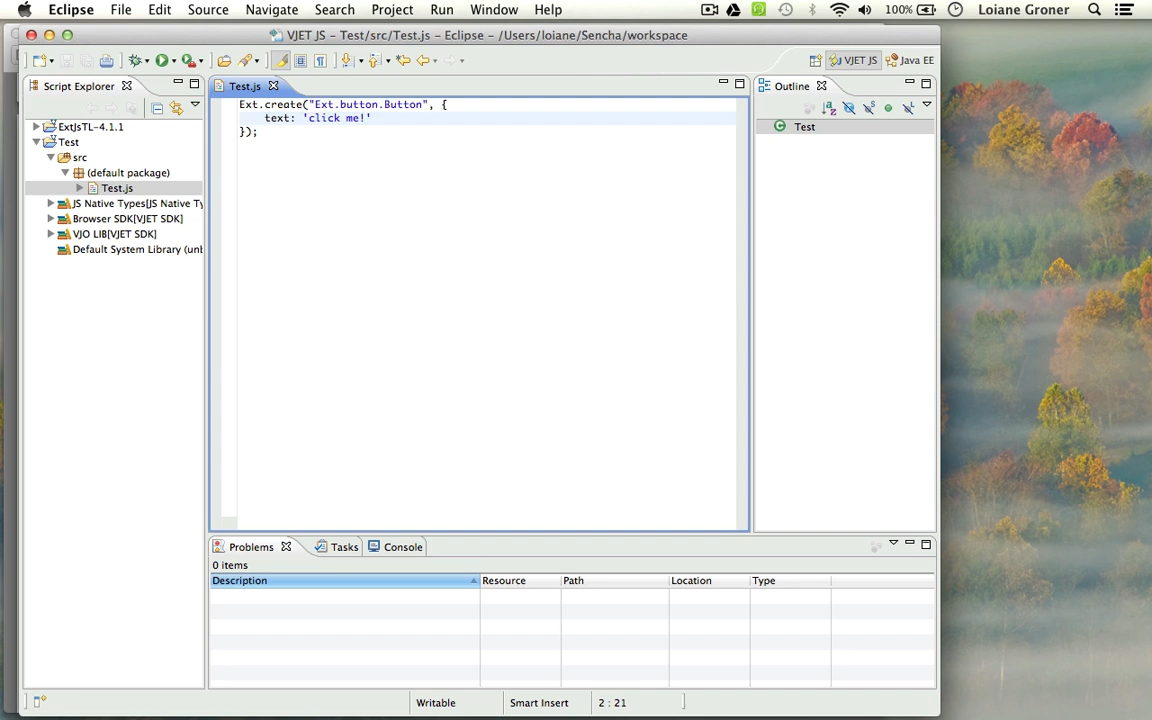 Eclipse File Edit Source Navigate Search Project Run Window Help 100% Loiane Groner
VJET JS - Test/src/Test.js - Eclipse - /Users/loiane/Sencha/workspace
VJET JS Java EE
Script Explorer
Test.js
Outline
Ext.create("Ext.button.Button", {
text: 'click me!'
});
ExtJsTL-4.1.1
Test
src
(default package)
Test.js
JS Native Types[JS Native Ty
Browser SDK[VJET SDK]
VJO LIB[VJET SDK]
Default System Library (unb
Test
Problems Tasks Console
0 items
Description Resource Path Location Type
Writable Smart Insert 2 : 21